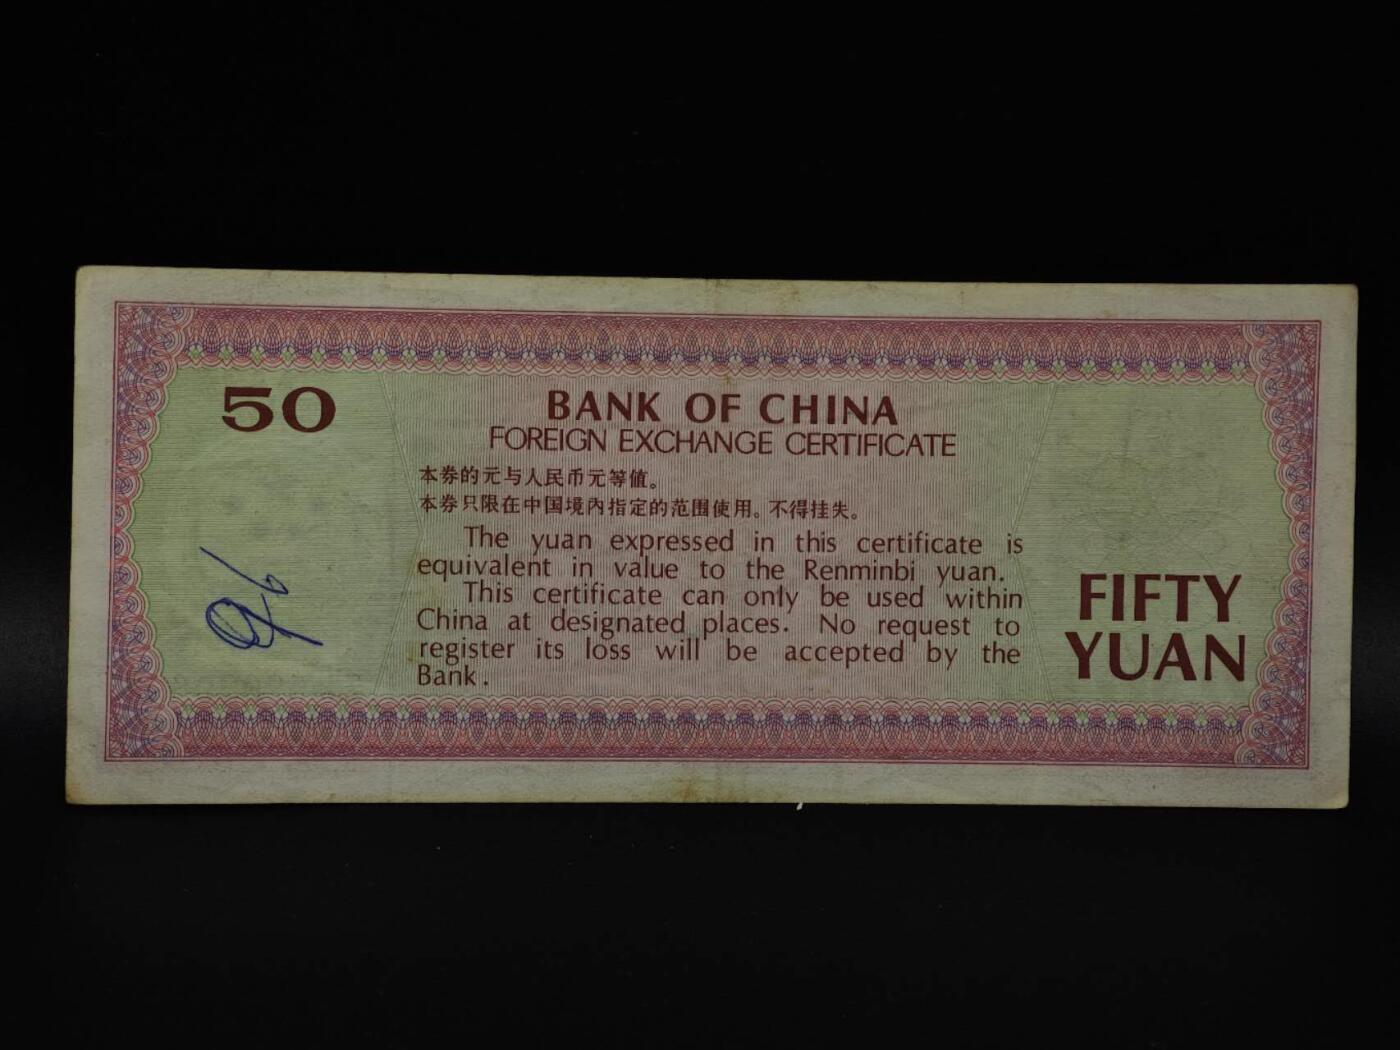 50
BANK OF CHINA
FOREIGN EXCHANGE CERTIFICATE
本券的元与人民币元等值。
本券只限在中国境内指定的范围使用。不得挂失。
The yuan expressed in this certificate is
equivalent in value to the Renminbi yuan.
This certificate can only be used within
China at designated places. No request to
register its loss will be accepted by the
Bank.
FIFTY
YUAN